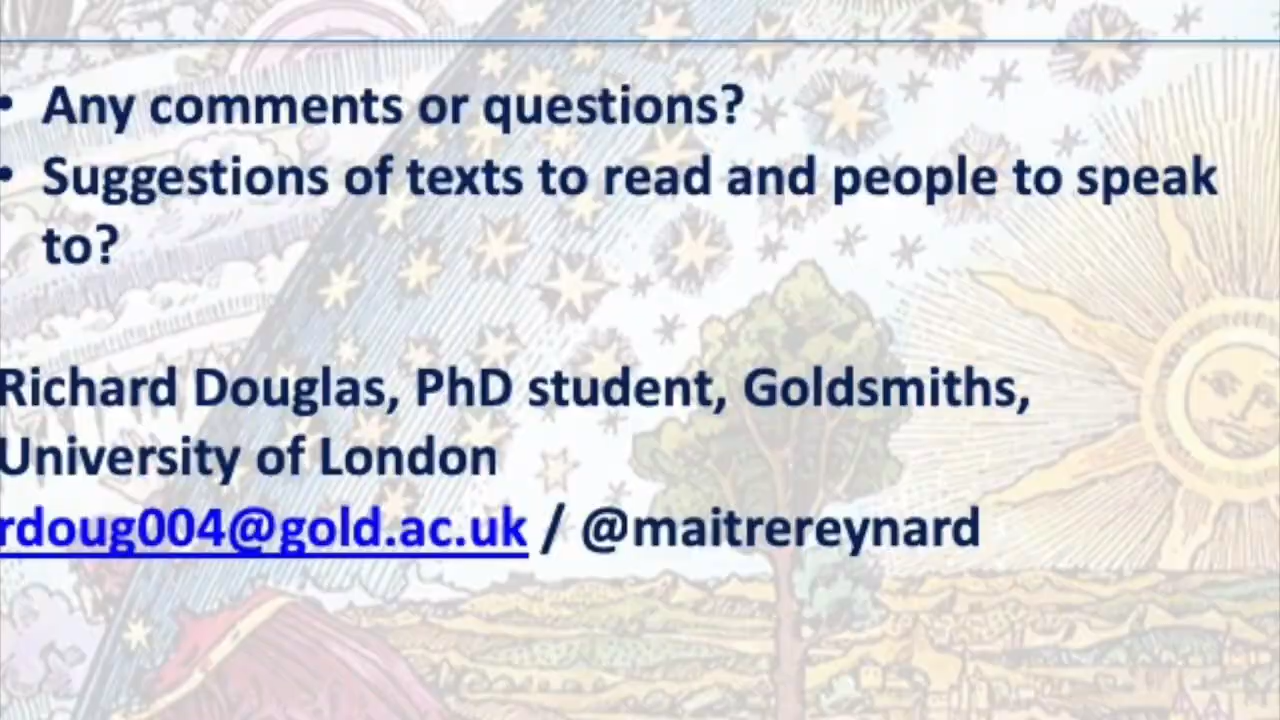 • Any comments or questions?
• Suggestions of texts to read and people to speak
to?
Richard Douglas, PhD student, Goldsmiths,
University of London
rdoug004@gold.ac.uk / @maitrereynard